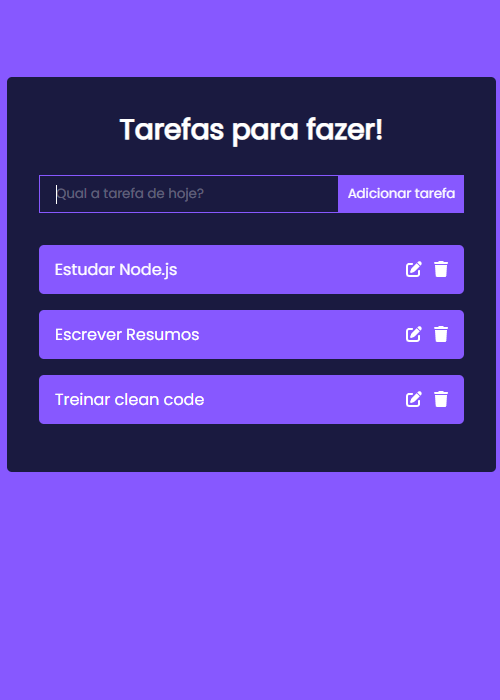 Tarefas para fazer!
Qual a tarefa de hoje?
Adicionar tarefa
Estudar Node.js
Escrever Resumos
Treinar clean code